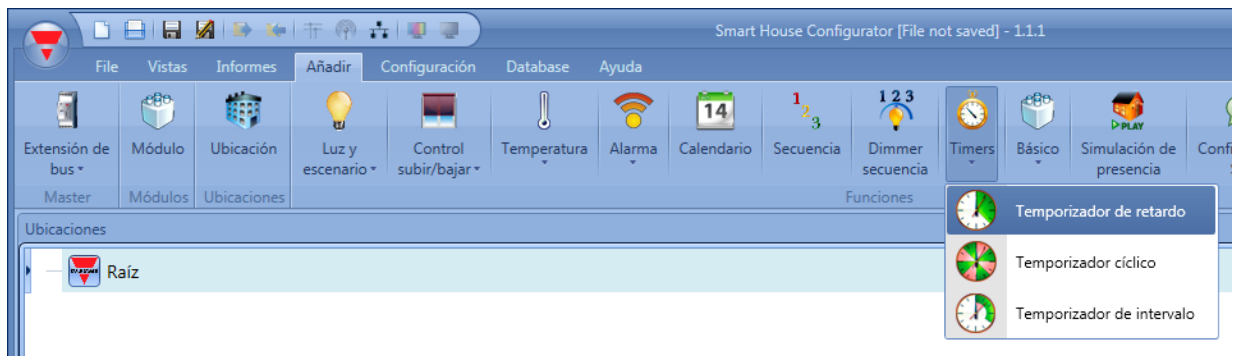 Smart House Configurator [File not saved] - 1.1.1
File Vistas Informes Añadir Configuración Database Ayuda
14
1 2 3
1 2 3
PLAY
Extensión de bus
Módulo
Ubicación
Luz y escenario
Control subir/bajar
Temperatura
Alarma
Calendario
Secuencia
Dimmer secuencia
Timers
Básico
Simulación de presencia
Master Módulos Ubicaciones Funciones
Temporizador de retardo
Ubicaciones
Raíz
Temporizador cíclico
Temporizador de intervalo